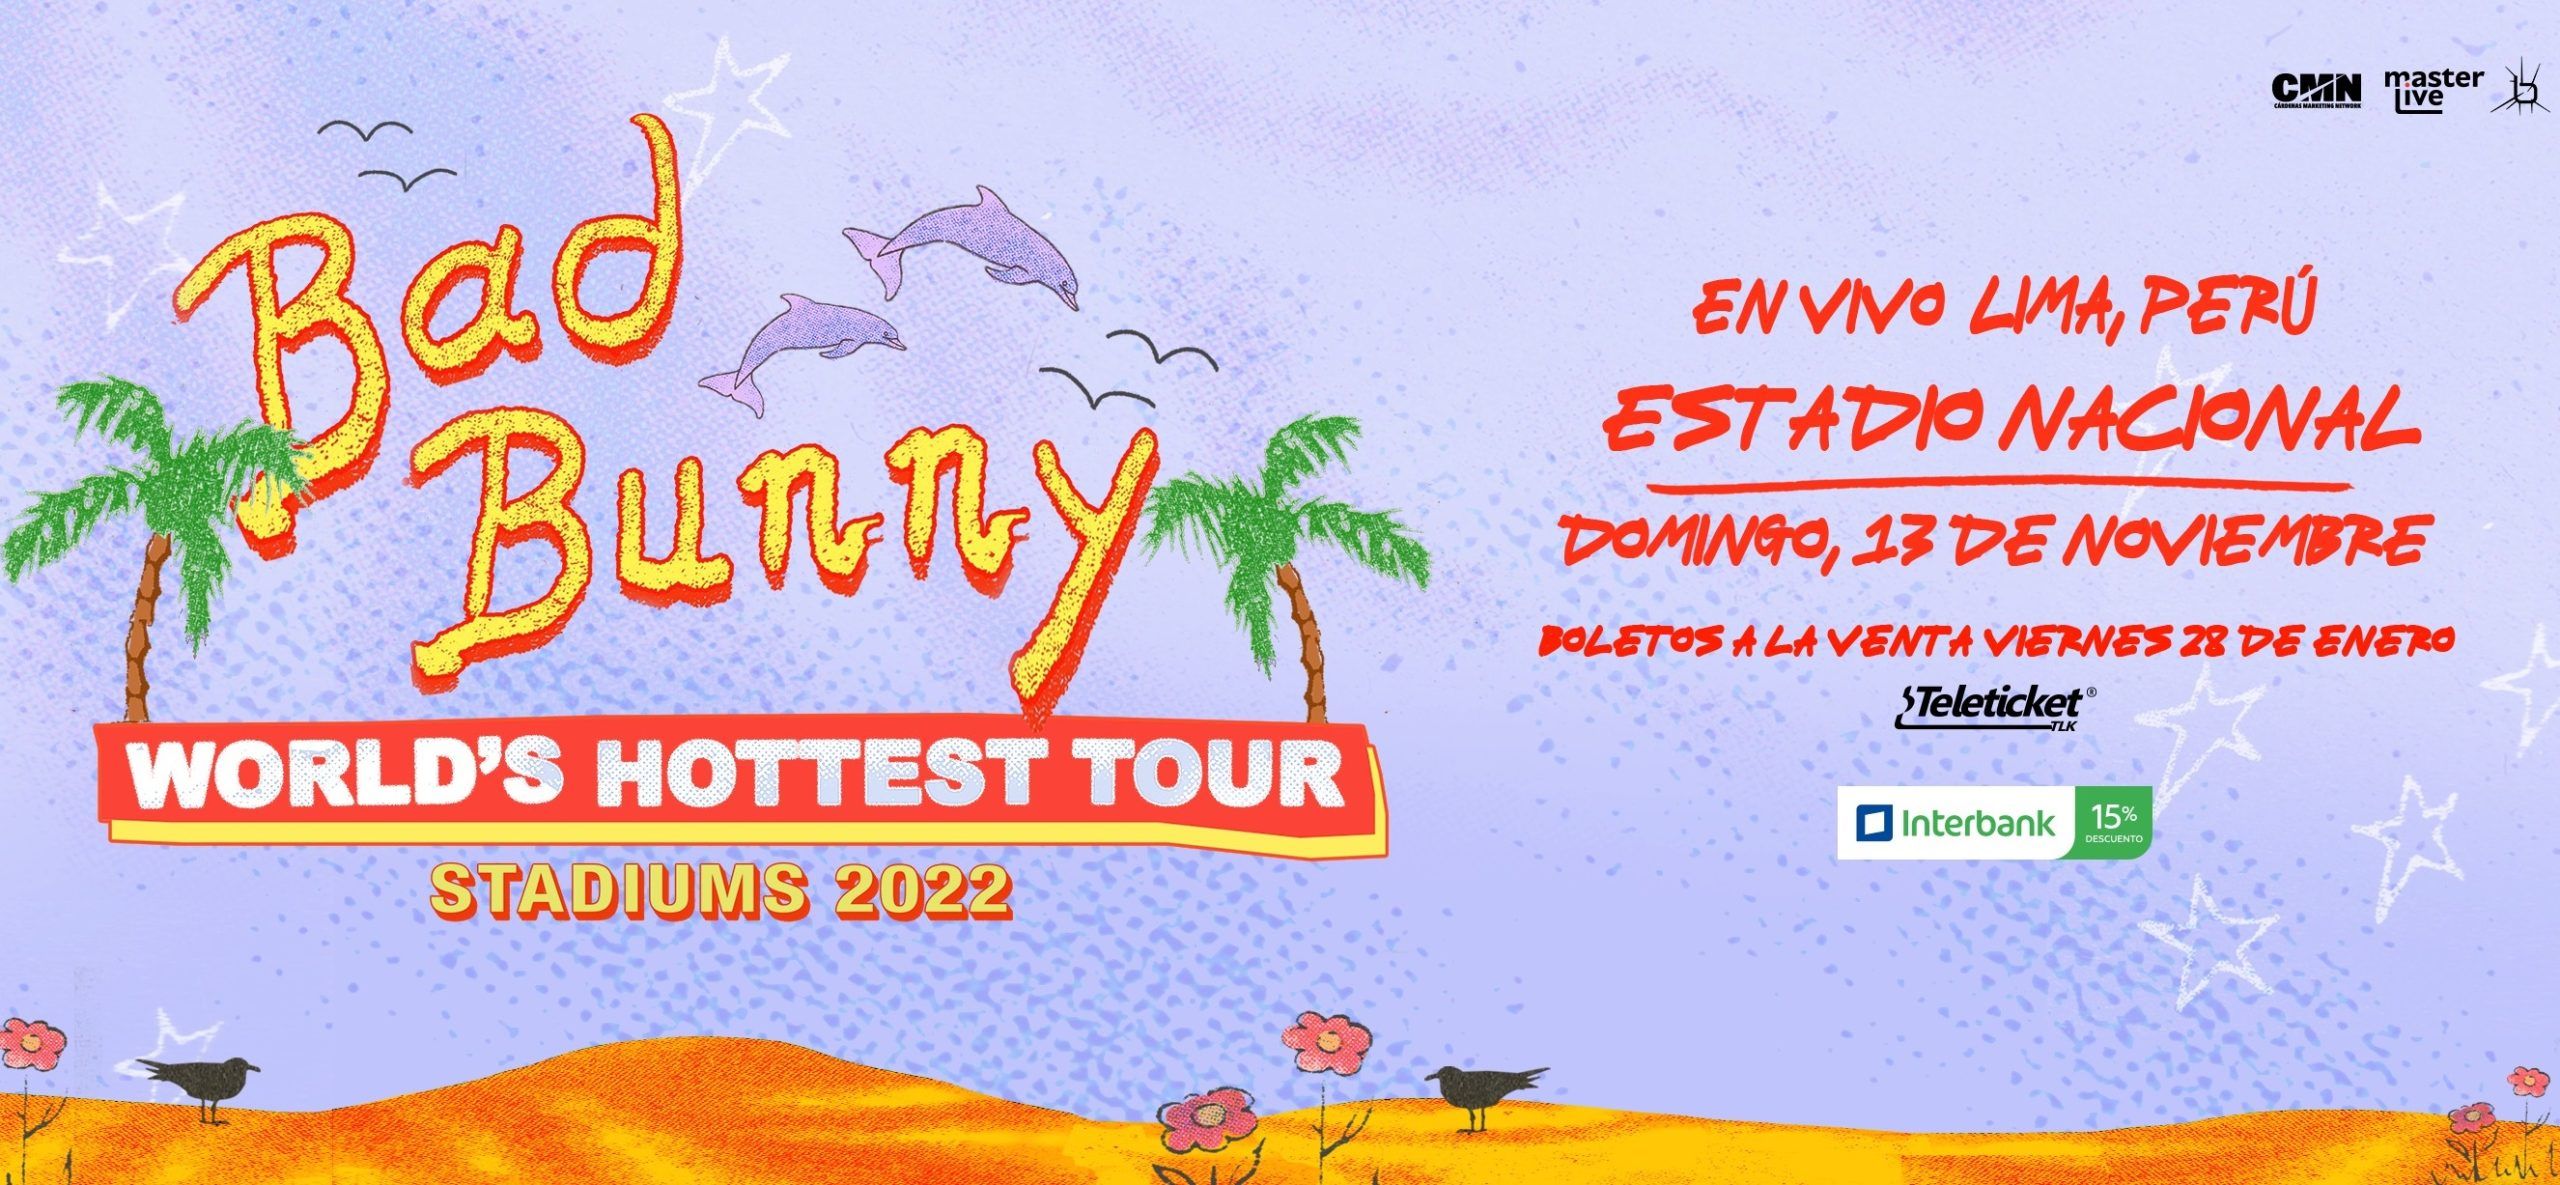 CMN
CÁRDENAS MARKETING NETWORK
master
Live
Bad
Bunny
WORLD'S HOTTEST TOUR
STADIUMS 2022
EN VIVO LIMA, PERÚ
ESTADIO NACIONAL
DOMINGO, 13 DE NOVIEMBRE
BOLETOS A LA VENTA VIERNES 28 DE ENERO
Teleticket®
TLK
Interbank
15%
DESCUENTO